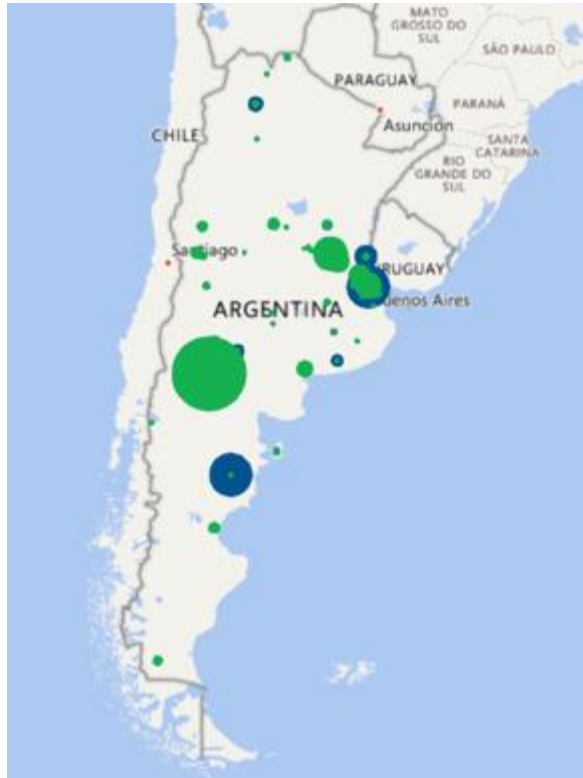 MATO
GROSSO DO
SUL
SÃO PAULO
PARAGUAY
PARANÁ
Asunción
CHILE
SANTA
CATARINA
RIO
GRANDE DO
SUL
Santiago
URUGUAY
Buenos Aires
ARGENTINA